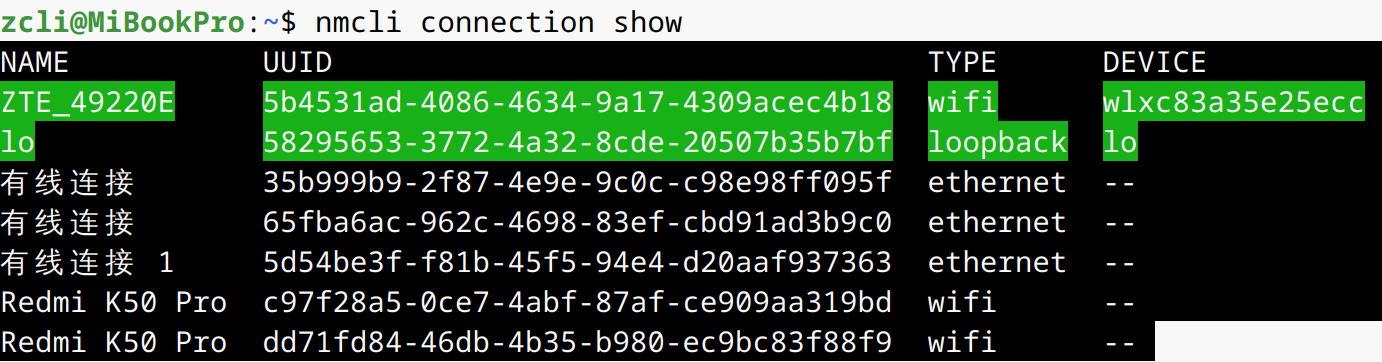 zcli@MiBookPro:~$ nmcli connection show
NAME UUID TYPE DEVICE
ZTE_49220E 5b4531ad-4086-4634-9a17-4309acec4b18 wifi wlxc83a35e25ecc
lo 58295653-3772-4a32-8cde-20507b35b7bf loopback lo
有线连接 35b999b9-2f87-4e9e-9c0c-c98e98ff095f ethernet --
有线连接 65fba6ac-962c-4698-83ef-cbd91ad3b9c0 ethernet --
有线连接 1 5d54be3f-f81b-45f5-94e4-d20aaf937363 ethernet --
Redmi K50 Pro c97f28a5-0ce7-4abf-87af-ce909aa319bd wifi --
Redmi K50 Pro dd71fd84-46db-4b35-b980-ec9bc83f88f9 wifi --